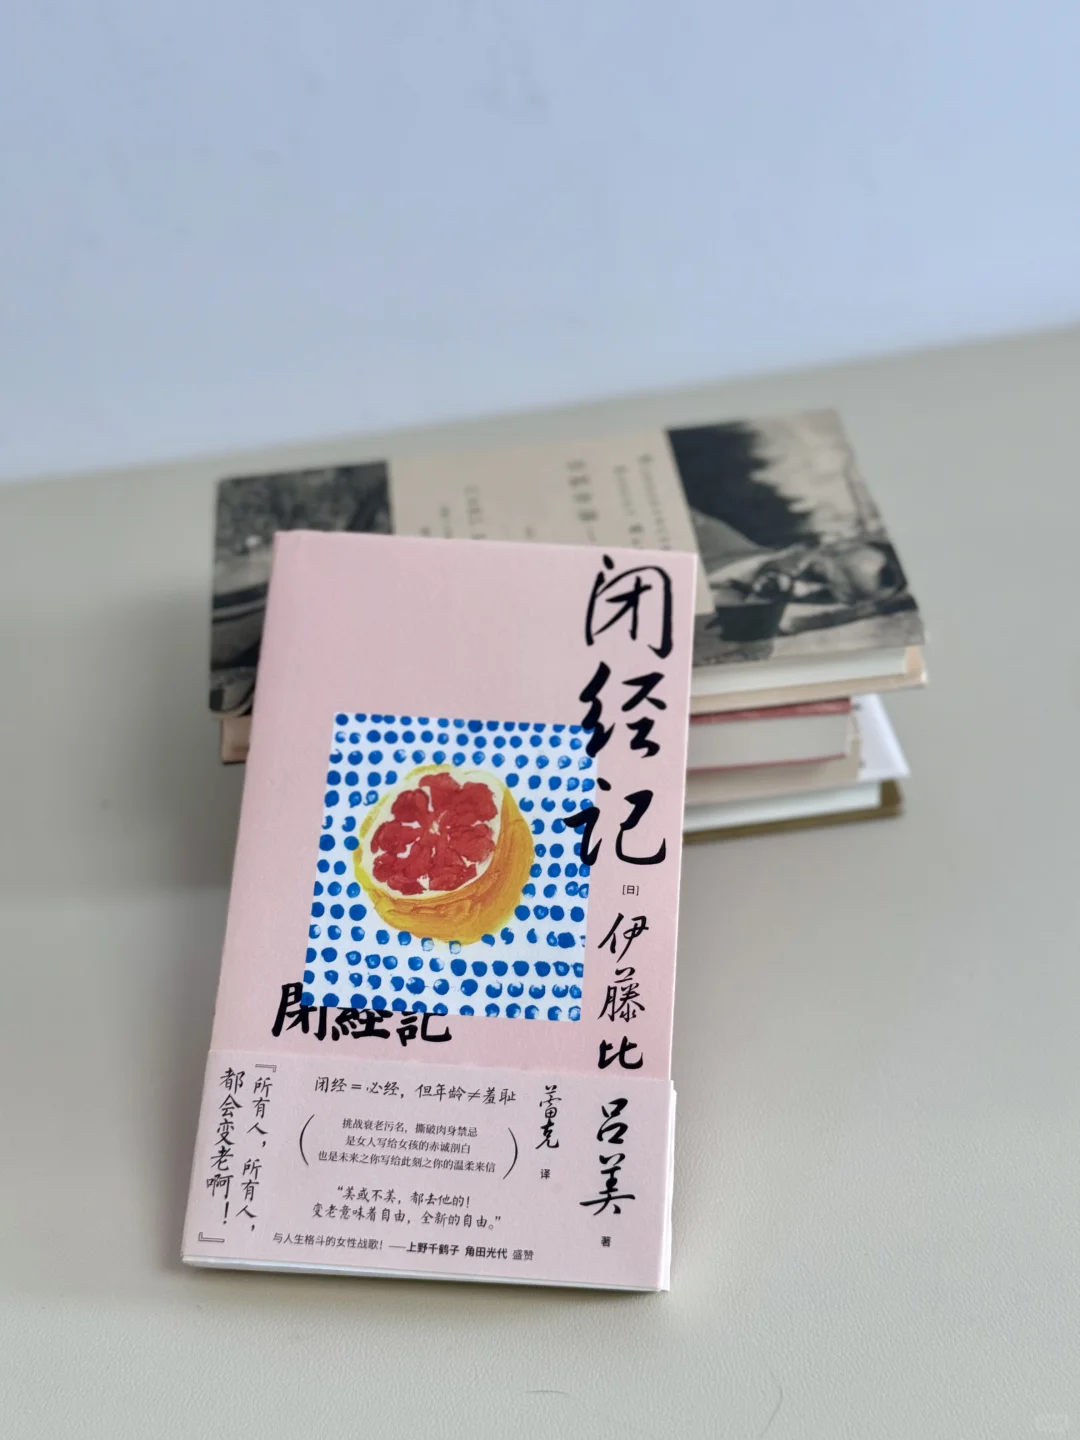 闭经记
[日]
伊藤比吕美
著
蕾克
译
閉經記
『所有人，所有人，
都会变老啊！』
闭经＝必经，但年龄≠羞耻
挑战衰老污名，撕破肉身禁忌
是女人写给女孩的赤诚剖白
也是未来之你写给此刻之你的温柔来信
“美或不美，都去他的！
变老意味着自由，全新的自由。”
与人生格斗的女性战歌！——上野千鹤子 角田光代 盛赞